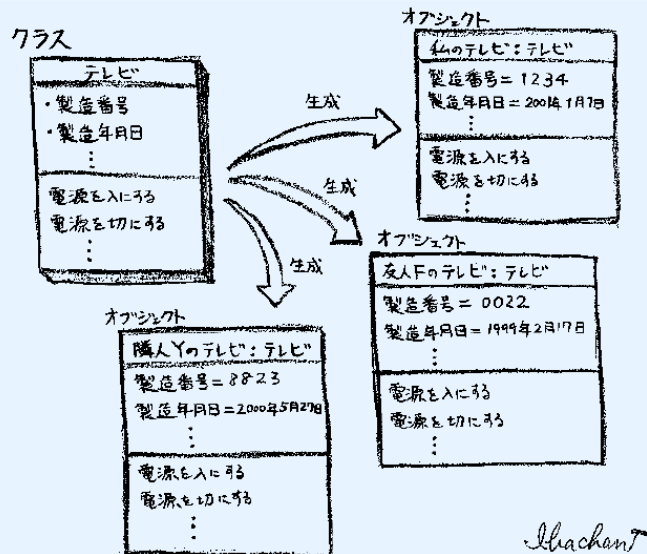 クラス
テレビ
・製造番号
・製造年月日
⋮
電源を入にする
電源を切にする
⋮
生成
生成
生成
オブジェクト
私のテレビ：テレビ
製造番号＝1234
製造年月日＝2001年1月7日
⋮
電源を入にする
電源を切にする
⋮
オブジェクト
友人Fのテレビ：テレビ
製造番号＝0022
製造年月日＝1999年2月17日
⋮
電源を入にする
電源を切にする
⋮
オブジェクト
隣人Yのテレビ：テレビ
製造番号＝8823
製造年月日＝2000年5月27日
⋮
電源を入にする
電源を切にする
⋮